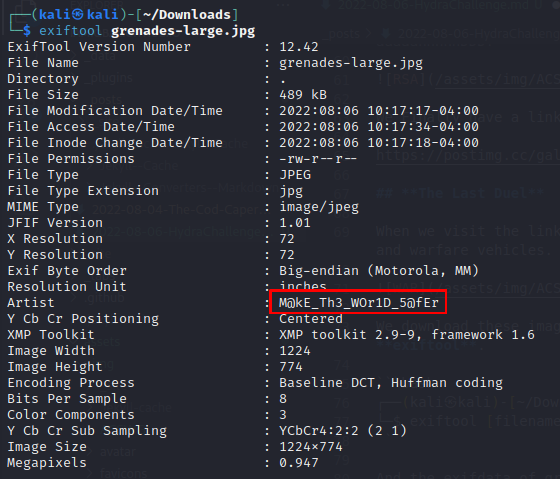 ┌──(kali㉿kali)-[~/Downloads]
└─$ exiftool grenades-large.jpg
ExifTool Version Number : 12.42
File Name : grenades-large.jpg
Directory : .
File Size : 489 kB
File Modification Date/Time : 2022:08:06 10:17:17-04:00
File Access Date/Time : 2022:08:06 10:17:34-04:00
File Inode Change Date/Time : 2022:08:06 10:17:18-04:00
File Permissions : -rw-r--r--
File Type : JPEG
File Type Extension : jpg
MIME Type : image/jpeg
JFIF Version : 1.01
X Resolution : 72
Y Resolution : 72
Exif Byte Order : Big-endian (Motorola, MM)
Resolution Unit : inches
Artist : M@kE_Th3_WOr1D_5@fEr
Y Cb Cr Positioning : Centered
XMP Toolkit : XMP toolkit 2.9-9, framework 1.6
Image Width : 1224
Image Height : 774
Encoding Process : Baseline DCT, Huffman coding
Bits Per Sample : 8
Color Components : 3
Y Cb Cr Sub Sampling : YCbCr4:2:2 (2 1)
Image Size : 1224×774
Megapixels : 0.947